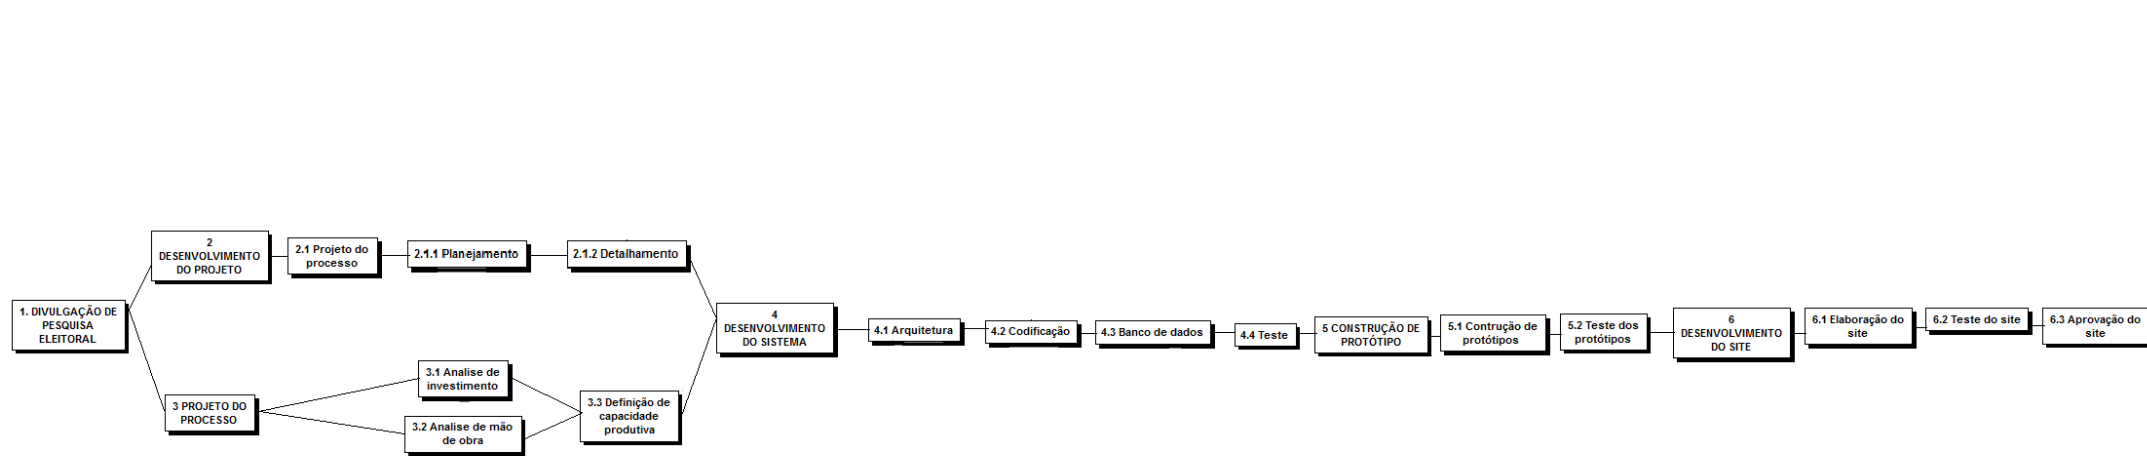 1. DIVULGAÇÃO DE
PESQUISA
ELEITORAL
2
DESENVOLVIMENTO
DO PROJETO
2.1 Projeto do
processo
2.1.1 Planejamento
2.1.2 Detalhamento
3 PROJETO DO
PROCESSO
3.1 Analise de
investimento
3.2 Analise de mão
de obra
3.3 Definição de
capacidade
produtiva
4
DESENVOLVIMENTO
DO SISTEMA
4.1 Arquitetura
4.2 Codificação
4.3 Banco de dados
4.4 Teste
5 CONSTRUÇÃO DE
PROTÓTIPO
5.1 Contrução de
protótipos
5.2 Teste dos
protótipos
6
DESENVOLVIMENTO
DO SITE
6.1 Elaboração do
site
6.2 Teste do site
6.3 Aprovação do
site